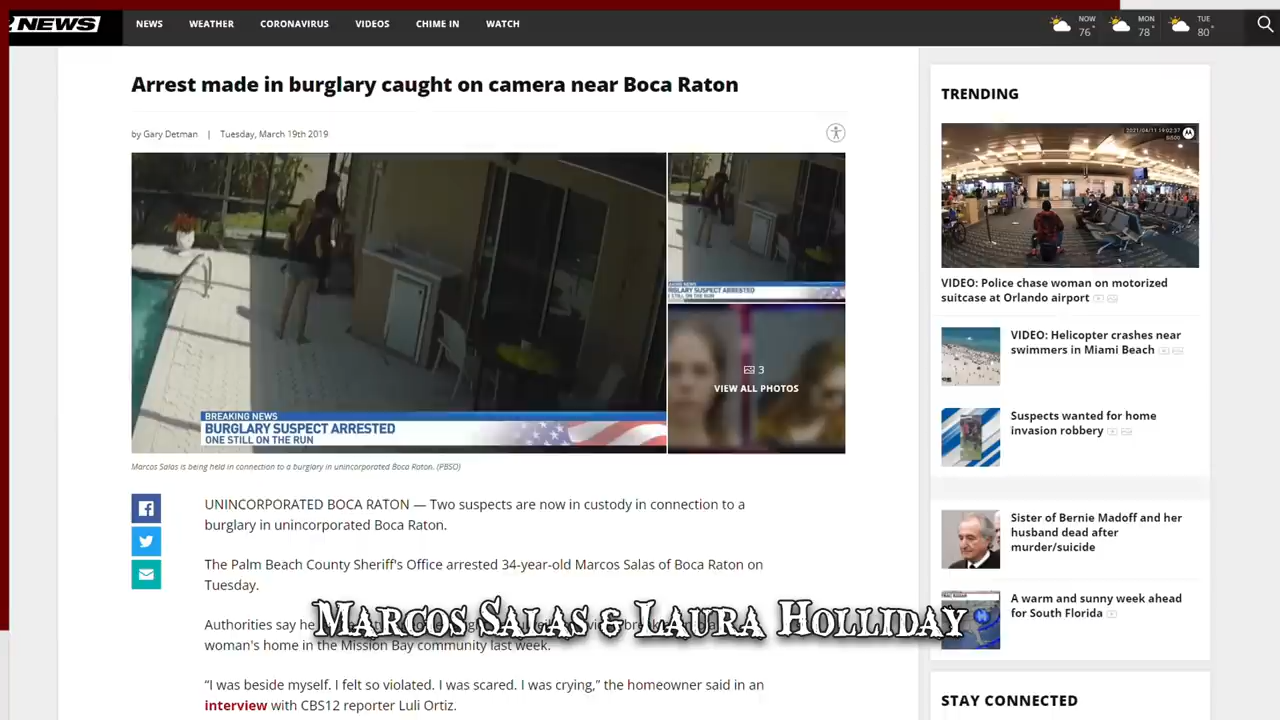 NEWS
NEWS
WEATHER
CORONAVIRUS
VIDEOS
CHIME IN
WATCH
NOW
76°
MON
78°
TUE
80°
Arrest made in burglary caught on camera near Boca Raton
by Gary Detman | Tuesday, March 19th 2019
BREAKING NEWS
BURGLARY SUSPECT ARRESTED
ONE STILL ON THE RUN
BURGLARY SUSPECT ARRESTED
3
VIEW ALL PHOTOS
Marcos Salas is being held in connection to a burglary in unincorporated Boca Raton. (PBSO)
UNINCORPORATED BOCA RATON — Two suspects are now in custody in connection to a
burglary in unincorporated Boca Raton.
The Palm Beach County Sheriff's Office arrested 34-year-old Marcos Salas of Boca Raton on
Tuesday.
Authorities say he
MARCOS SALAS & LAURA HOLLIDAY
woman's home in the Mission Bay community last week.
“I was beside myself. I felt so violated. I was scared. I was crying,” the homeowner said in an
interview with CBS12 reporter Luli Ortiz.
TRENDING
2021/04/11 19:02:37
VIDEO: Police chase woman on motorized
suitcase at Orlando airport
VIDEO: Helicopter crashes near
swimmers in Miami Beach
Suspects wanted for home
invasion robbery
Sister of Bernie Madoff and her
husband dead after
murder/suicide
A warm and sunny week ahead
for South Florida
STAY CONNECTED